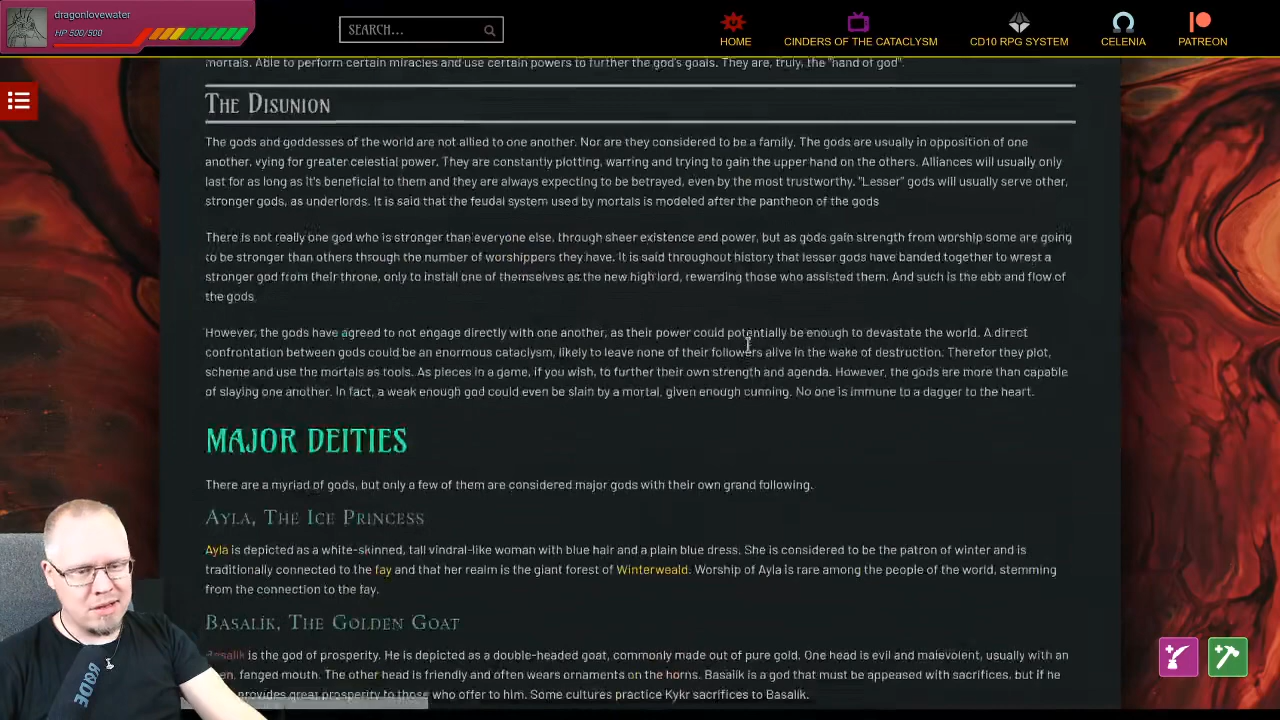 dragonlovewater
HP 500/500
SEARCH...
HOME
CINDERS OF THE CATACLYSM
CD10 RPG SYSTEM
CELENIA
PATREON
mortals. Able to perform certain miracles and use certain powers to further the god's goals. They are, truly, the "hand of god".
The Disunion
The gods and goddesses of the world are not allied to one another. Nor are they considered to be a family. The gods are usually in opposition of one
another, vying for greater celestial power. They are constantly plotting, warring and trying to gain the upper hand on the others. Alliances will usually only
last for as long as it's beneficial to them and they are always expecting to be betrayed, even by the most trustworthy. "Lesser" gods will usually serve other,
stronger gods, as underlords. It is said that the feudal system used by mortals is modeled after the pantheon of the gods
There is not really one god who is stronger than everyone else, through sheer existence and power, but as gods gain strength from worship some are going
to be stronger than others through the number of worshippers they have. It is said throughout history that lesser gods have banded together to wrest a
stronger god from their throne, only to install one of themselves as the new high lord, rewarding those who assisted them. And such is the ebb and flow of
the gods
However, the gods have agreed to not engage directly with one another, as their power could potentially be enough to devastate the world. A direct
confrontation between gods could be an enormous cataclysm, likely to leave none of their followers alive in the wake of destruction. Therefor they plot,
scheme and use the mortals as tools. As pieces in a game, if you wish, to further their own strength and agenda. However, the gods are more than capable
of slaying one another. In fact, a weak enough god could even be slain by a mortal, given enough cunning. No one is immune to a dagger to the heart.
MAJOR DEITIES
There are a myriad of gods, but only a few of them are considered major gods with their own grand following.
Ayla, The Ice Princess
Ayla is depicted as a white-skinned, tall vindral-like woman with blue hair and a plain blue dress. She is considered to be the patron of winter and is
traditionally connected to the fay and that her realm is the giant forest of Winterweald. Worship of Ayla is rare among the people of the world, stemming
from the connection to the fay.
Basalik, The Golden Goat
Basalik is the god of prosperity. He is depicted as a double-headed goat, commonly made out of pure gold. One head is evil and malevolent, usually with an
fanged mouth. The other head is friendly and often wears ornaments on the horns. Basalik is a god that must be appeased with sacrifices, but if he
provides great prosperity to those who offer to him. Some cultures practice Kykr sacrifices to Basalik.